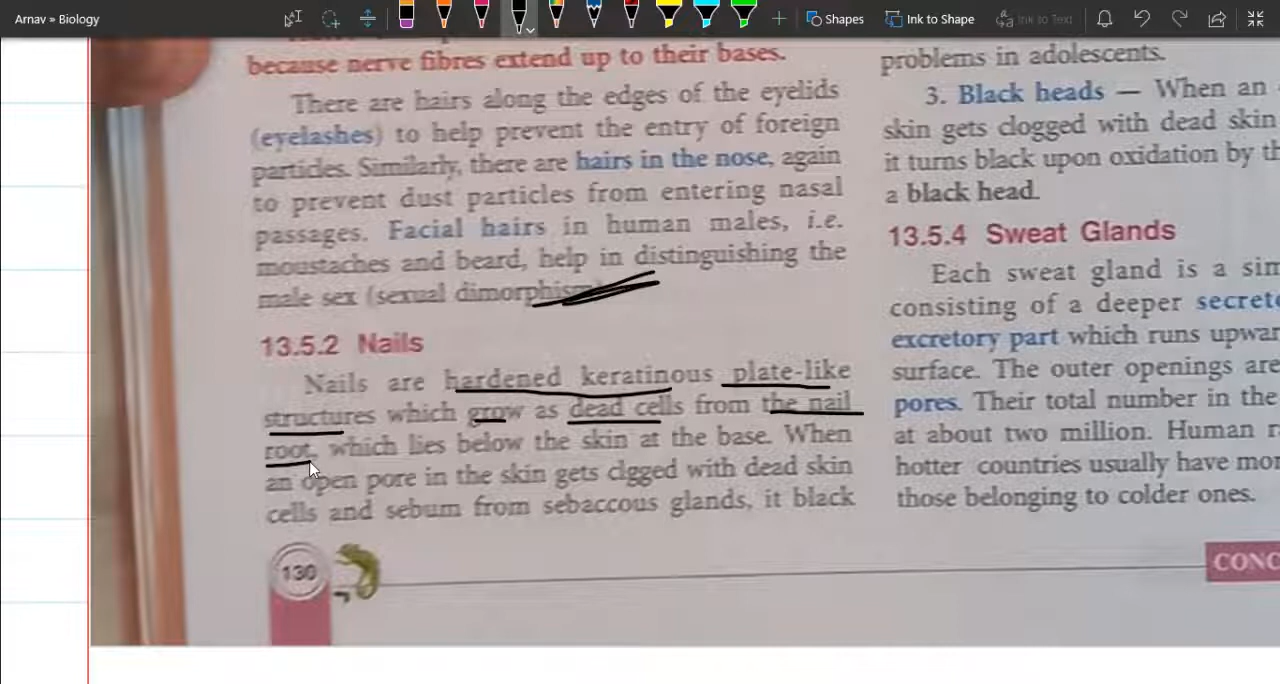 Arnav » Biology
Shapes
Ink to Shape
Ink to Text
because nerve fibres extend up to their bases.
There are hairs along the edges of the eyelids
(eyelashes) to help prevent the entry of foreign
particles. Similarly, there are hairs in the nose, again
to prevent dust particles from entering nasal
passages. Facial hairs in human males, i.e.
moustaches and beard, help in distinguishing the
male sex (sexual dimorphism)
13.5.2 Nails
Nails are hardened keratinous plate-like
structures which grow as dead cells from the nail
root, which lies below the skin at the base. When
an open pore in the skin gets clgged with dead skin
cells and sebum from sebaccous glands, it black
130
problems in adolescents.
3. Black heads — When an
skin gets clogged with dead skin
it turns black upon oxidation by
a black head.
13.5.4 Sweat Glands
Each sweat gland is a
consisting of a deeper
excretory part which runs
surface. The outer openings are
pores. Their total number in the
at about two million. Human
hotter countries usually have
those belonging to colder ones.
CONC